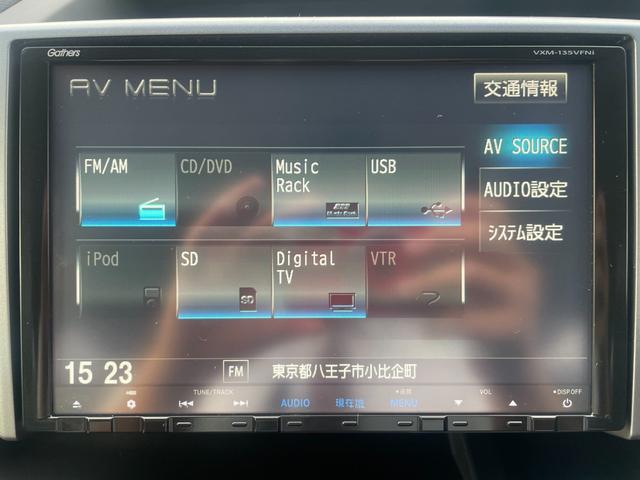 Gathers VXM-135VFNi
AV MENU 交通情報
AV SOURCE
FM/AM CD/DVD Music Rack USB
AUDIO設定
システム設定
iPod SD Digital TV VTR
SD
15 23 FM 東京都八王子市小比企町
TUNE/TRACK VOL DISP OFF
AUDIO 現在地 MENU